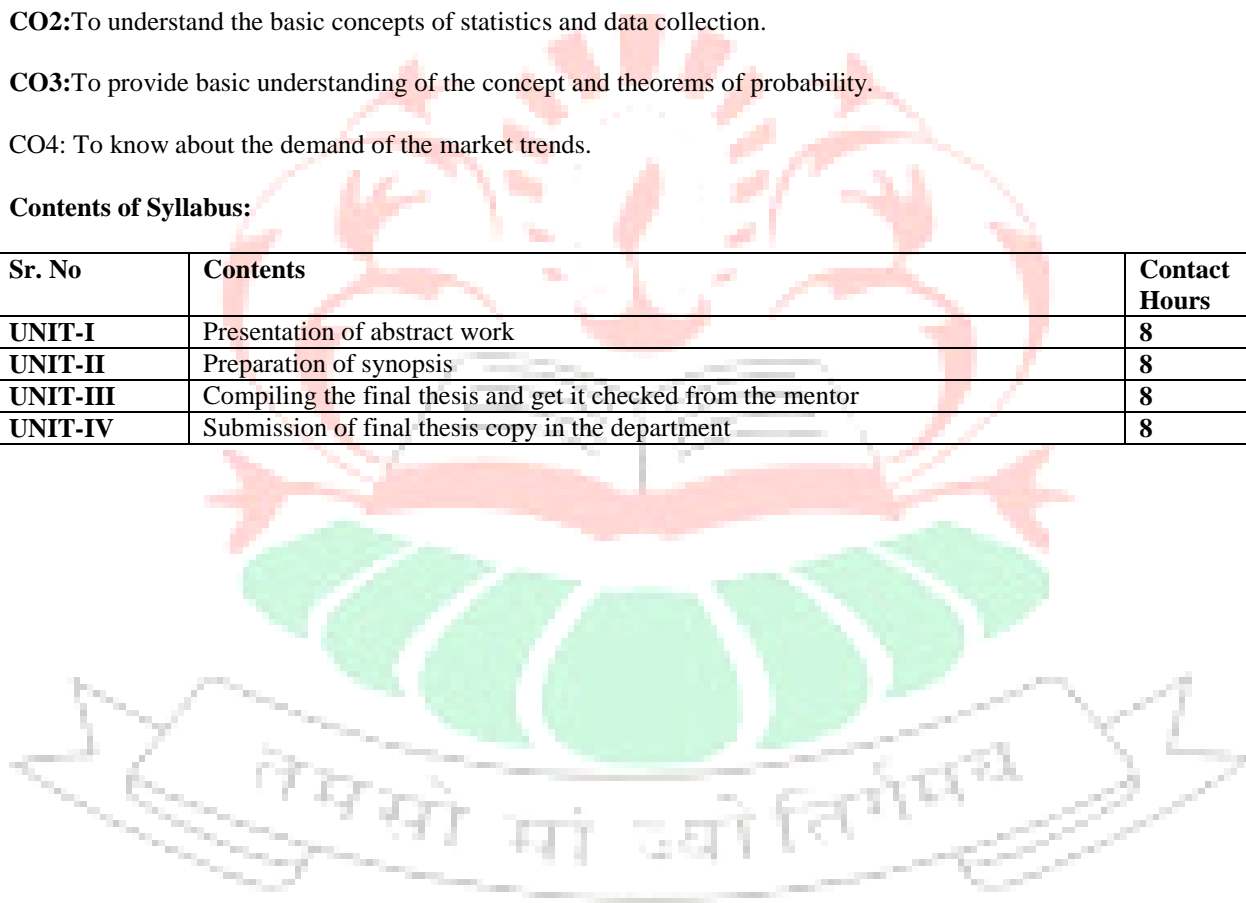 CO2:To understand the basic concepts of statistics and data collection.
CO3:To provide basic understanding of the concept and theorems of probability.
CO4: To know about the demand of the market trends.
Contents of Syllabus:
Sr. No Contents Contact Hours
UNIT-I Presentation of abstract work 8
UNIT-II Preparation of synopsis 8
UNIT-III Compiling the final thesis and get it checked from the mentor 8
UNIT-IV Submission of final thesis copy in the department 8